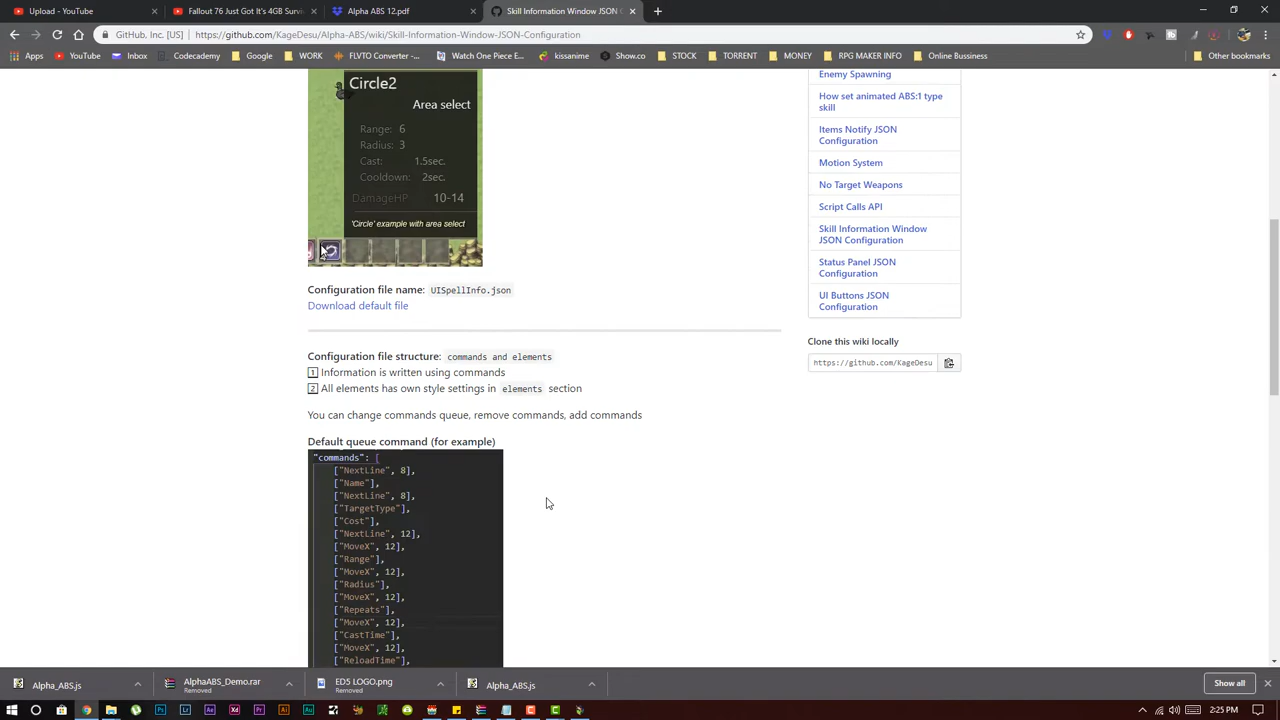 Upload - YouTube
Fallout 76 Just Got It's 4GB Survi
Alpha ABS 12.pdf
Skill Information Window JSON C
GitHub, Inc. [US] | https://github.com/KageDesu/Alpha-ABS/wiki/Skill-Information-Window-JSON-Configuration
Apps
YouTube
Inbox
Codecademy
Google
WORK
FLVTO Converter - ...
Watch One Piece E...
kissanime
Show.co
STOCK
TORRENT
MONEY
RPG MAKER INFO
Online Bussiness
Other bookmarks
Circle2
Area select
Range: 6
Radius: 3
Cast: 1.5sec.
Cooldown: 2sec.
DamageHP 10-14
'Circle' example with area select
Configuration file name: UISpellInfo.json
Download default file
Configuration file structure: commands and elements
1 Information is written using commands
2 All elements has own style settings in elements section
You can change commands queue, remove commands, add commands
Default queue command (for example)
"commands": [
["NextLine", 8],
["Name"],
["NextLine", 8],
["TargetType"],
["Cost"],
["NextLine", 12],
["MoveX", 12],
["Range"],
["MoveX", 12],
["Radius"],
["MoveX", 12],
["Repeats"],
["MoveX", 12],
["CastTime"],
["MoveX", 12],
["ReloadTime"],
Enemy Spawning
How set animated ABS:1 type
skill
Items Notify JSON
Configuration
Motion System
No Target Weapons
Script Calls API
Skill Information Window
JSON Configuration
Status Panel JSON
Configuration
UI Buttons JSON
Configuration
Clone this wiki locally
https://github.com/KageDesu
Alpha_ABS.js
AlphaABS_Demo.rar
Removed
ED5 LOGO.png
Removed
Alpha_ABS.js
Show all
2:25 PM